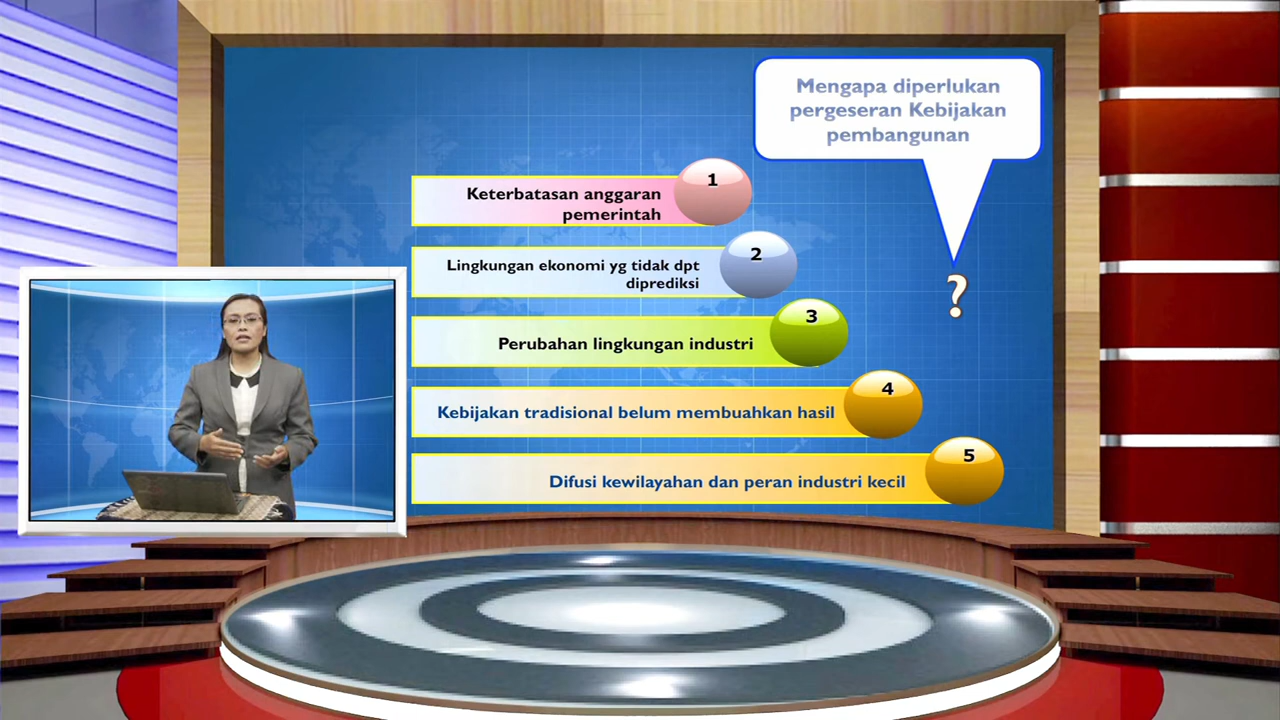 Mengapa diperlukan
pergeseran Kebijakan
pembangunan
?
1
Keterbatasan anggaran
pemerintah
2
Lingkungan ekonomi yg tidak dpt
diprediksi
3
Perubahan lingkungan industri
4
Kebijakan tradisional belum membuahkan hasil
5
Difusi kewilayahan dan peran industri kecil